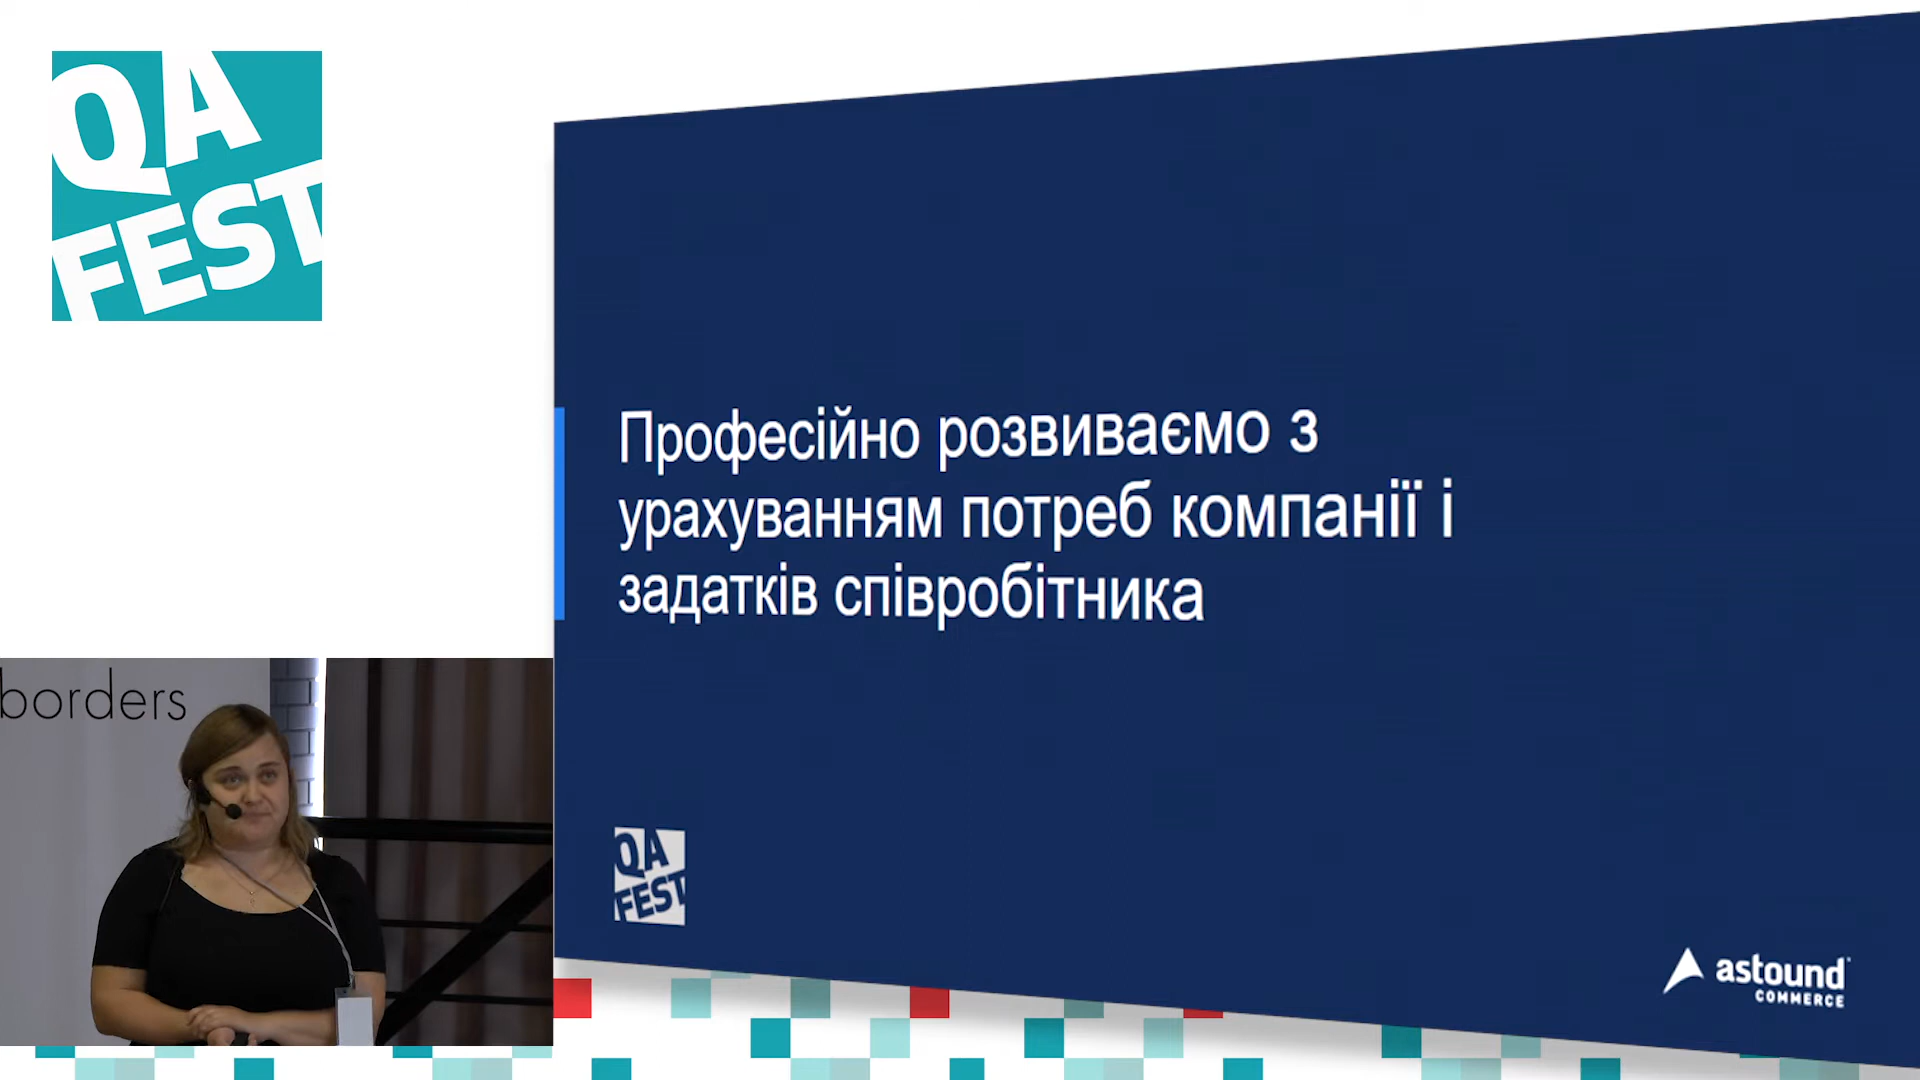 QA
FEST
Професійно розвиваємо з
урахуванням потреб компанії і
задатків співробітника
borders
QA
FEST
astound
COMMERCE